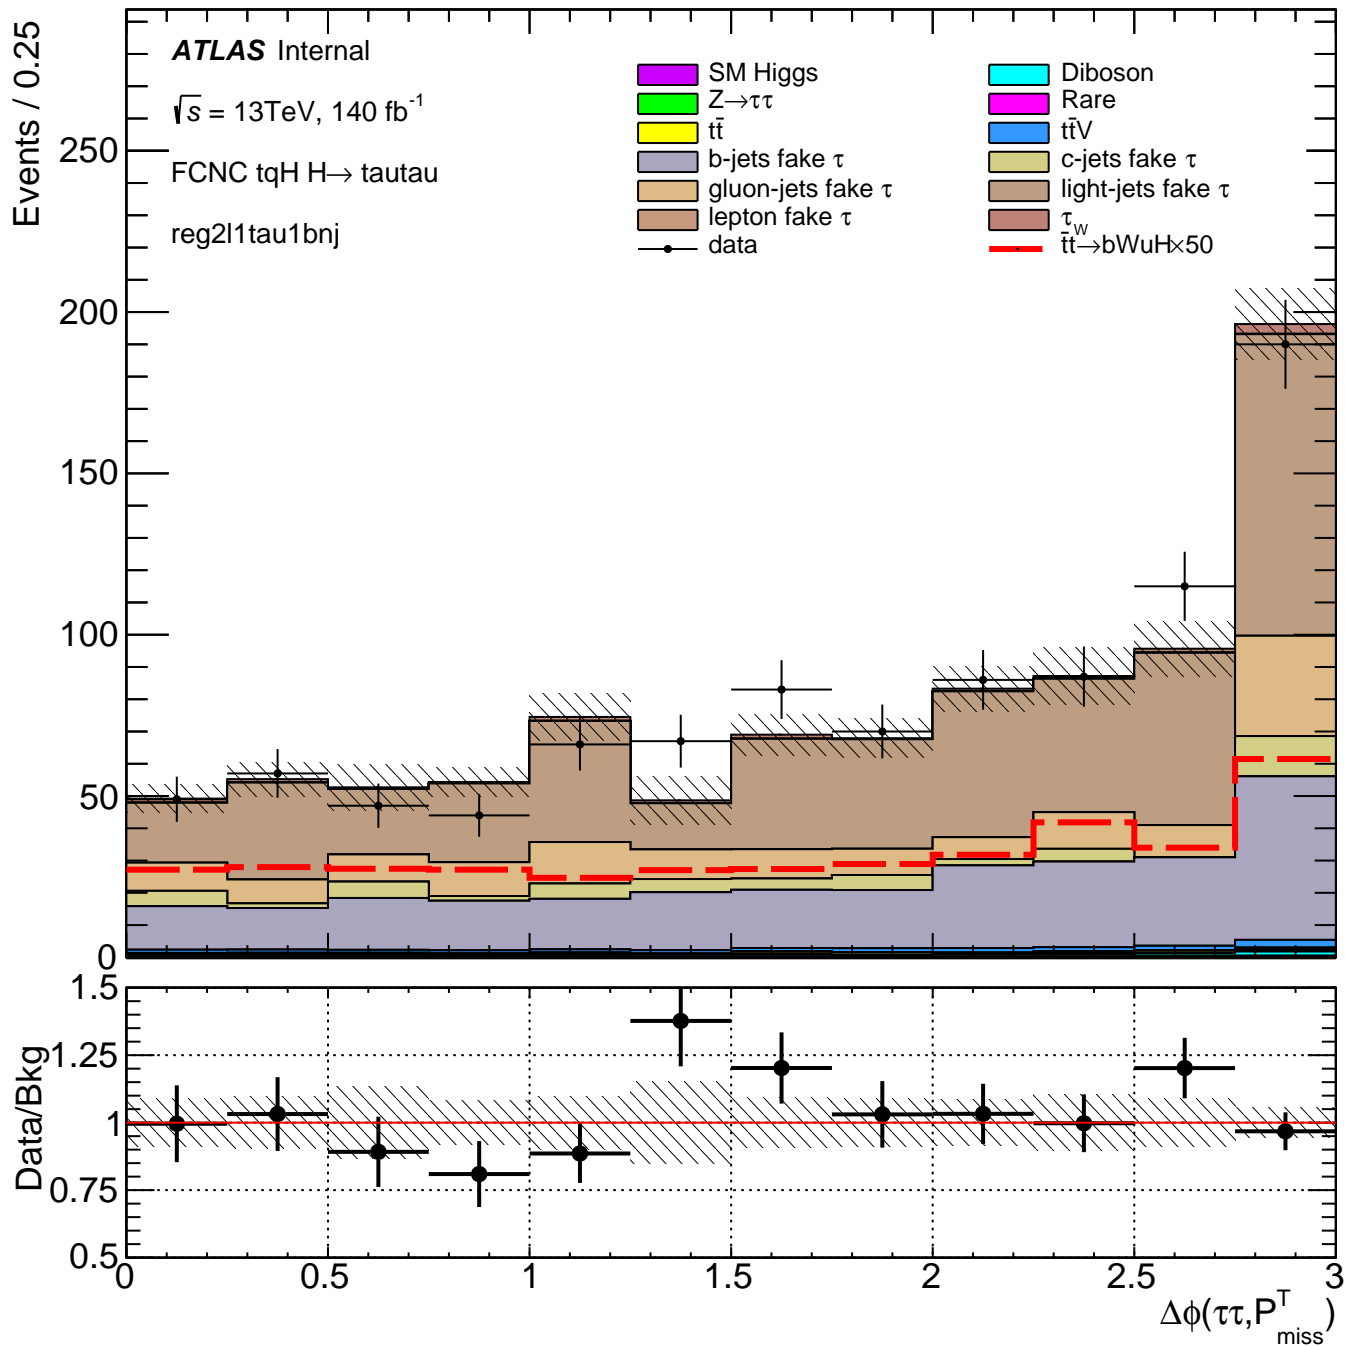 Events / 0.25
ATLAS Internal
√s = 13TeV, 140 fb⁻¹
FCNC tqH H→ tautau
reg2l1tau1bnj
SM Higgs
Diboson
Z→ττ
Rare
tt̄
tt̄V
b-jets fake τ
c-jets fake τ
gluon-jets fake τ
light-jets fake τ
lepton fake τ
τ_W
data
t̄t→bWuH×50
250
200
150
100
50
0
Data/Bkg
1.5
1.25
1
0.75
0.5
0 0.5 1 1.5 2 2.5 3
Δϕ(ττ,P^T_miss)